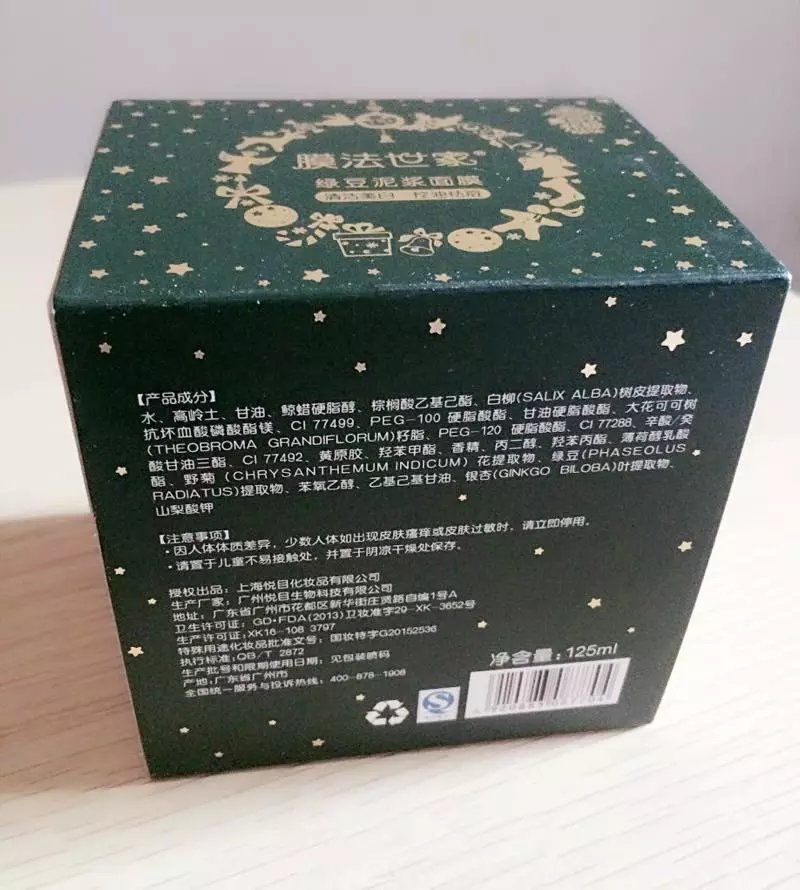 膜法世家®
绿豆泥浆面膜
清洁美白 控油祛痘
【产品成分】
水、高岭土、甘油、鲸蜡硬脂醇、棕榈酸乙基己酯、白柳(SALIX ALBA)树皮提取物、
抗坏血酸磷酸酯镁、CI 77499、PEG-100 硬脂酸酯、甘油硬脂酸酯、大花可可树
(THEOBROMA GRANDIFLORUM)籽脂、PEG-120 硬脂酸酯、CI 77288、辛酸/癸
酸甘油三酯、CI 77492、黄原胶、羟苯甲酯、香精、丙二醇、羟苯丙酯、薄荷醇乳酸
酯、野菊(CHRYSANTHEMUM INDICUM)花提取物、绿豆(PHASEOLUS
RADIATUS)提取物、苯氧乙醇、乙基己基甘油、银杏(GINKGO BILOBA)叶提取物、
山梨酸钾
【注意事项】
·因人体体质差异，少数人体如出现皮肤瘙痒或皮肤过敏时，请立即停用。
·请置于儿童不易接触处，并置于阴凉干燥处保存。
授权出品：上海悦目化妆品有限公司
生产厂家：广州悦目生物科技有限公司
地址：广东省广州市花都区新华街庄贤路自编1号A
卫生许可证：GD·FDA(2013)卫妆准字29-XK-3652号
生产许可证：XK16-108 3797
特殊用途化妆品批准文号：国妆特字G20152536
执行标准：QB/T 2872
生产批号和限期使用日期：见包装喷码
产地：广东省广州市
全国统一服务与投诉热线：400-878-1908
净含量：125ml